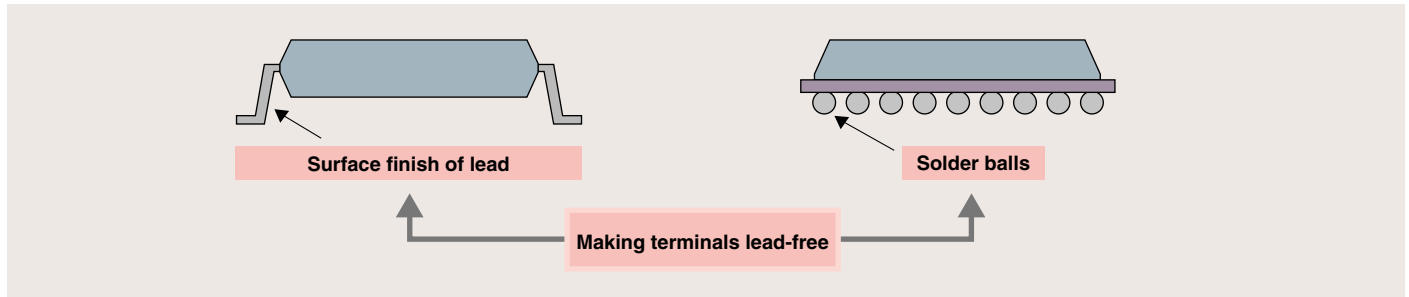 Surface finish of lead
Solder balls
Making terminals lead-free